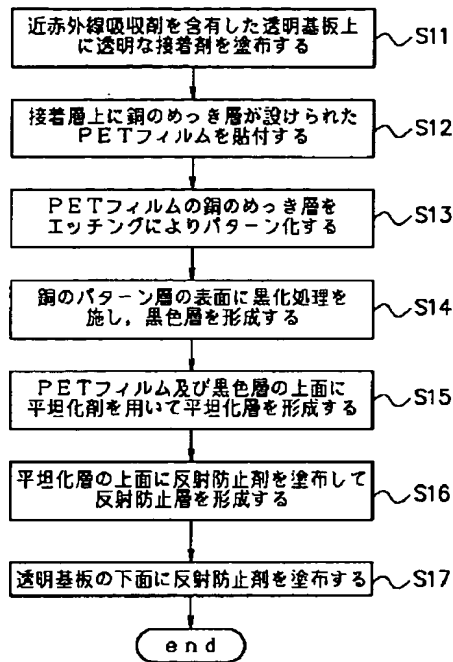 近赤外線吸収剤を含有した透明基板上
に透明な接着剤を塗布する
S11
接着層上に銅のめっき層が設けられた
PETフィルムを貼付する
S12
PETフィルムの銅のめっき層を
エッチングによりパターン化する
S13
銅のパターン層の表面に黒化処理を
施し，黒色層を形成する
S14
PETフィルム及び黒色層の上面に
平坦化剤を用いて平坦化層を形成する
S15
平坦化層の上面に反射防止剤を塗布して
反射防止層を形成する
S16
透明基板の下面に反射防止剤を塗布する
S17
end